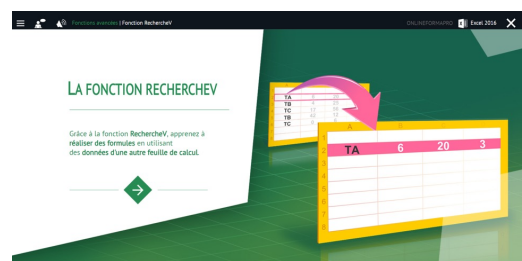 Fonctions avancées | Fonction RechercheV
ONLINEFORMAPRO
Excel 2016
LA FONCTION RECHERCHEV
Grâce à la fonction RechercheV, apprenez à
réaliser des formules en utilisant
des données d'une autre feuille de calcul.
TA
TB
TC
TB
TC
A
TA 6 20 3